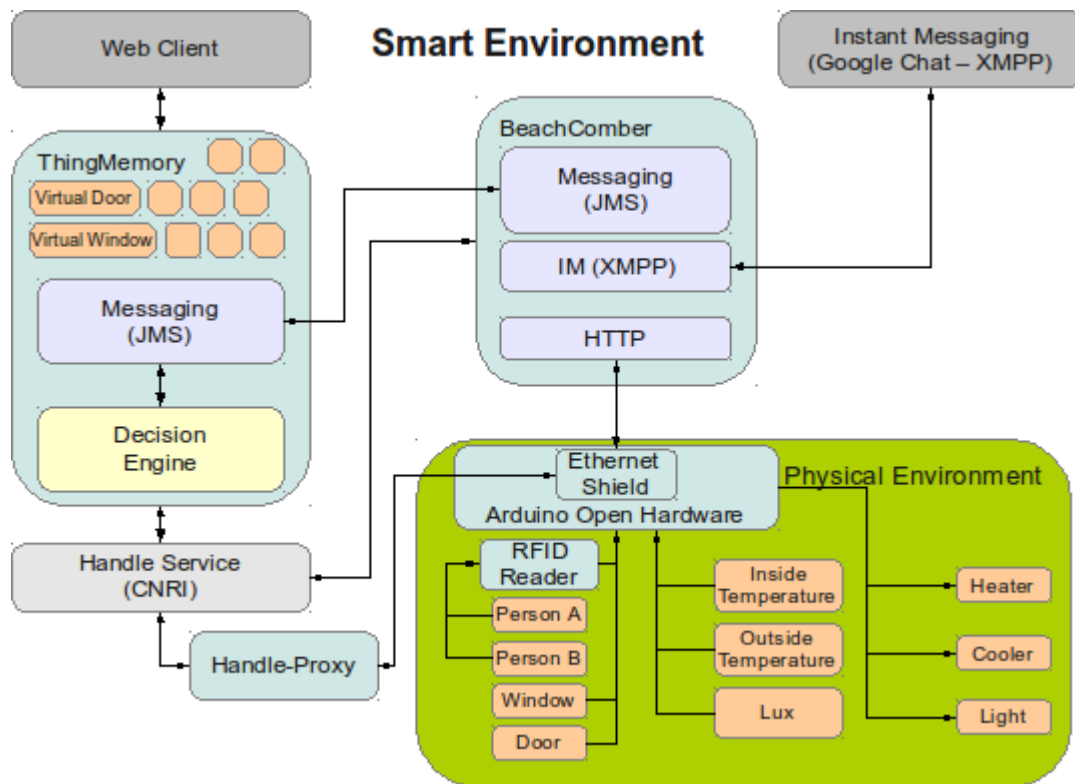 Smart Environment
Web Client
Instant Messaging
(Google Chat – XMPP)
ThingMemory
Virtual Door
Virtual Window
Messaging
(JMS)
Decision
Engine
BeachComber
Messaging
(JMS)
IM (XMPP)
HTTP
Handle Service
(CNRI)
Handle-Proxy
Physical Environment
Ethernet
Shield
Arduino Open Hardware
RFID
Reader
Person A
Person B
Window
Door
Inside
Temperature
Outside
Temperature
Lux
Heater
Cooler
Light